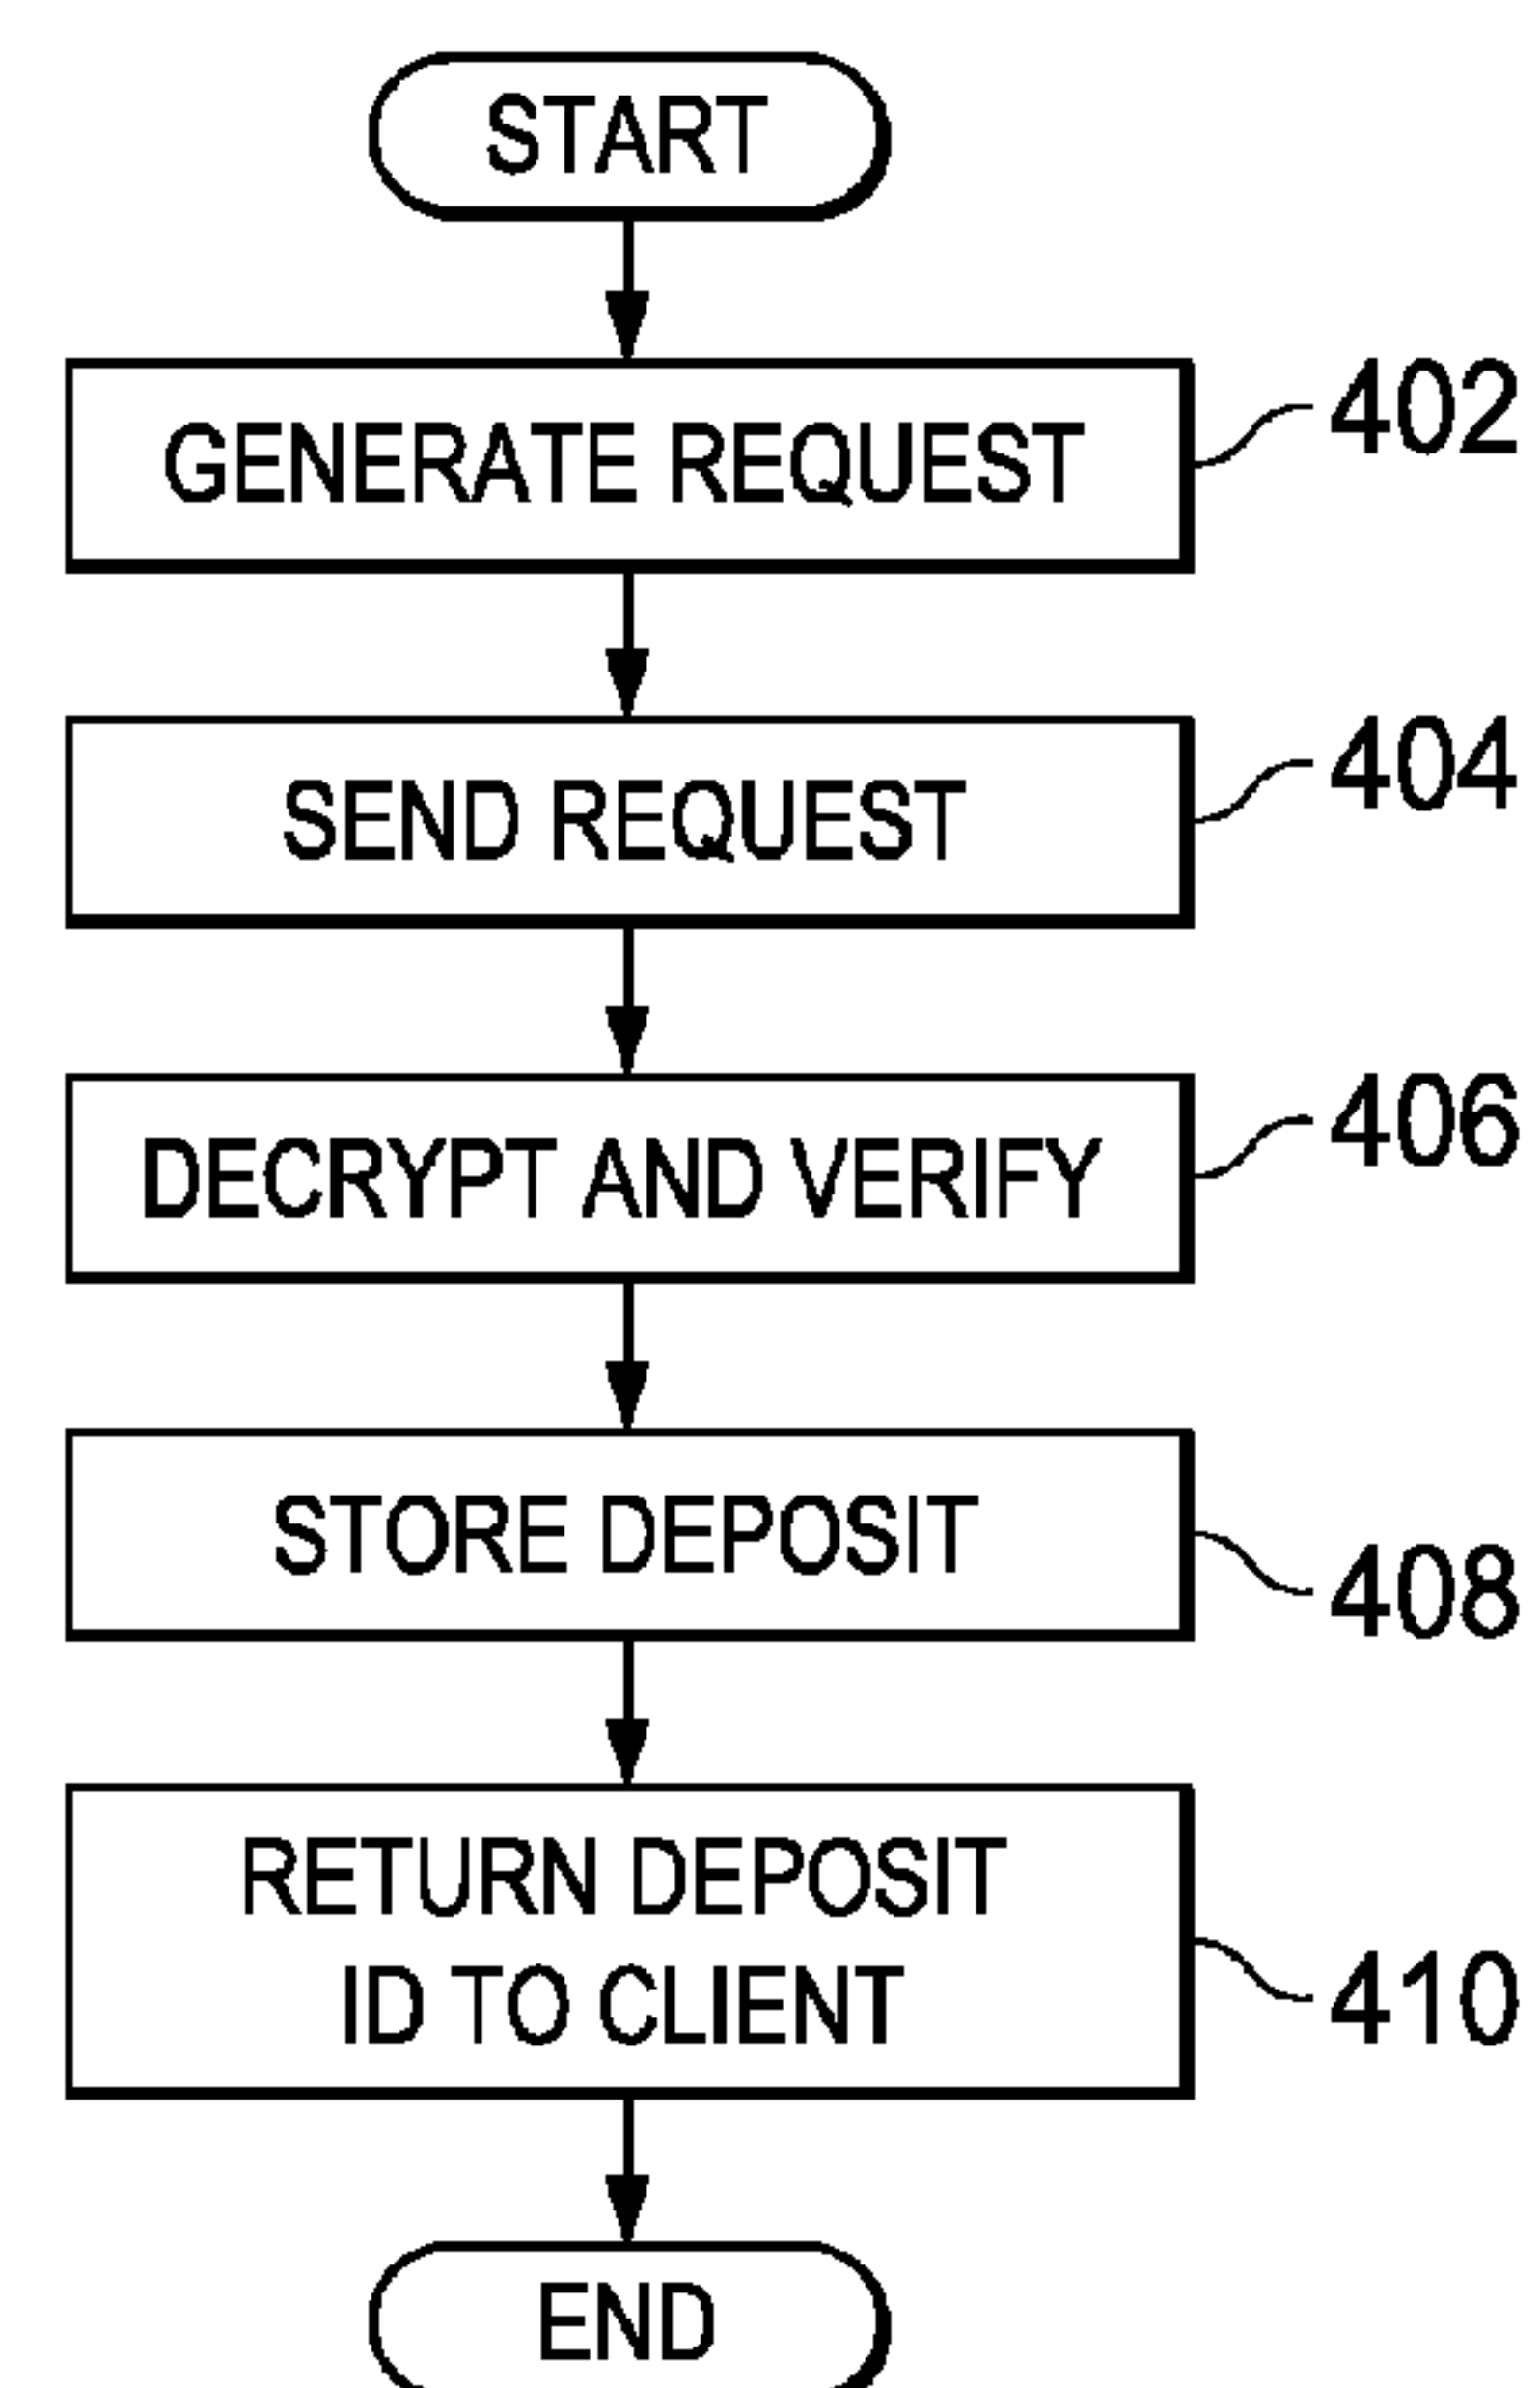 START
GENERATE REQUEST
402
SEND REQUEST
404
DECRYPT AND VERIFY
406
STORE DEPOSIT
408
RETURN DEPOSIT
ID TO CLIENT
410
END